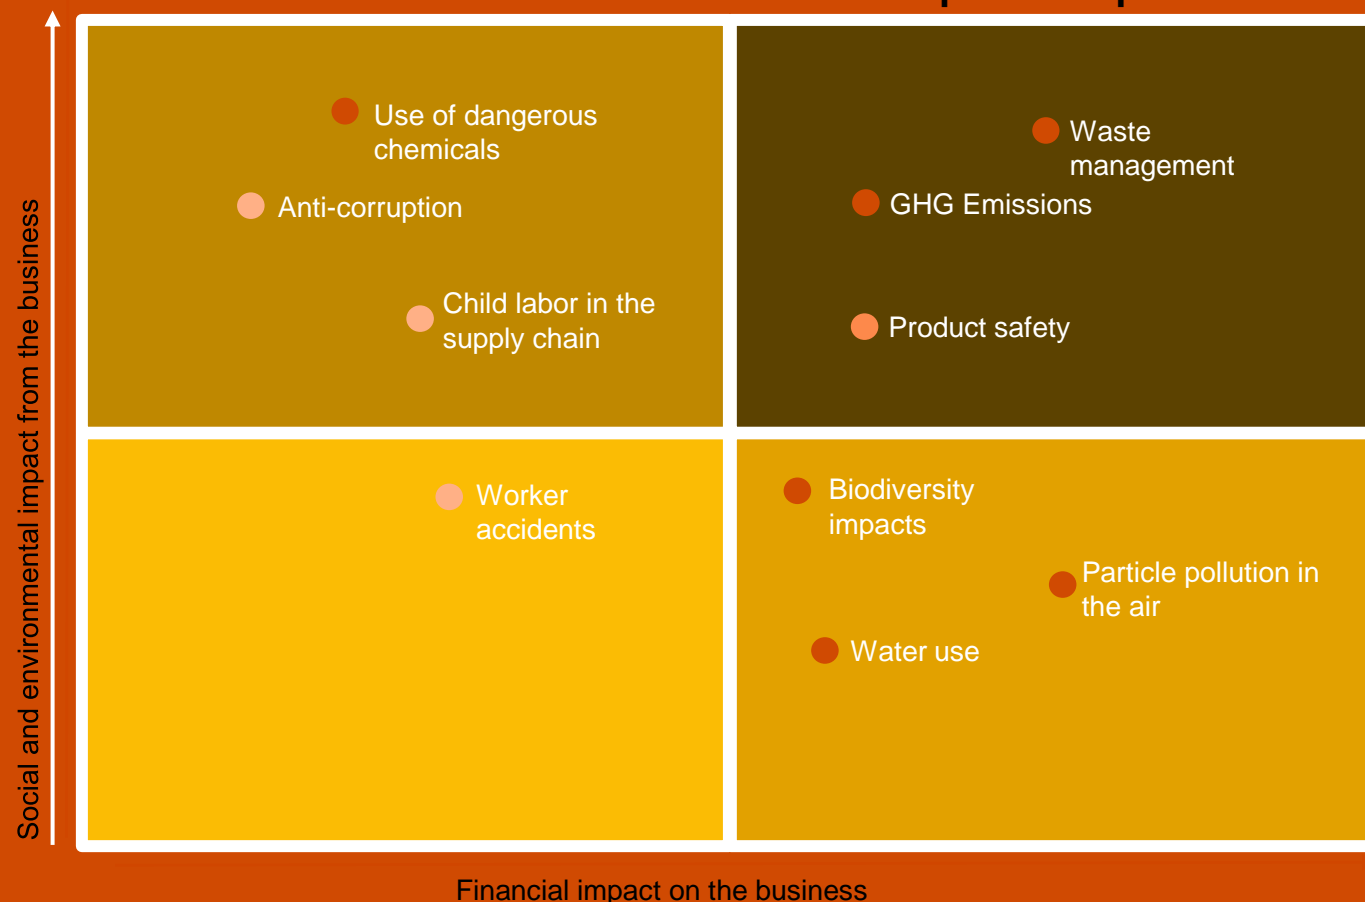 Use of dangerous
chemicals
Waste
management
Anti-corruption
GHG Emissions
Child labor in the
supply chain
Product safety
Social and environmental impact from the business
Worker
accidents
Biodiversity
impacts
Particle pollution in
the air
Water use
Financial impact on the business